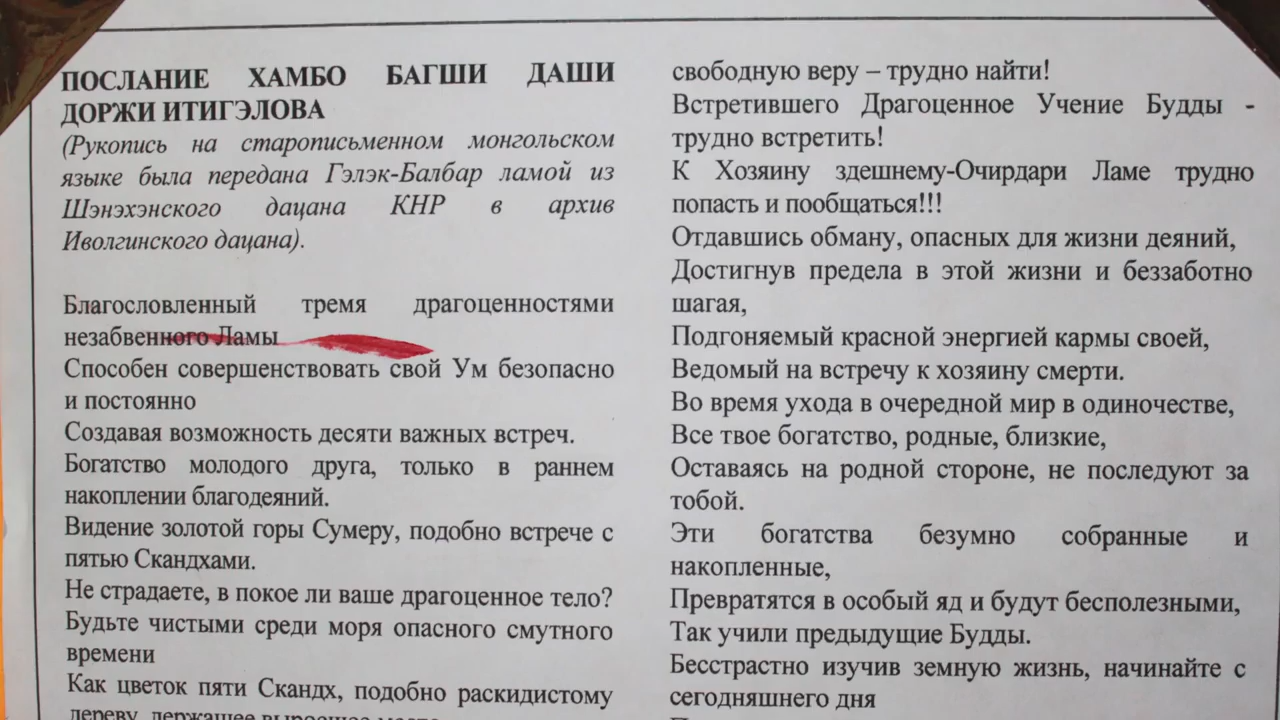 ПОСЛАНИЕ ХАМБО БАГШИ ДАШИ
ДОРЖИ ИТИГЭЛОВА
(Рукопись на старописьменном монгольском
языке была передана Гэлэк-Балбар ламой из
Шэнэхэнского дацана КНР в архив
Иволгинского дацана).
Благословленный тремя драгоценностями
незабвенного Ламы
Способен совершенствовать свой Ум безопасно
и постоянно
Создавая возможность десяти важных встреч.
Богатство молодого друга, только в раннем
накоплении благодеяний.
Видение золотой горы Сумеру, подобно встрече с
пятью Скандхами.
Не страдаете, в покое ли ваше драгоценное тело?
Будьте чистыми среди моря опасного смутного
времени
Как цветок пяти Скандх, подобно раскидистому
дереву, держащее
свободную веру – трудно найти!
Встретившего Драгоценное Учение Будды -
трудно встретить!
К Хозяину здешнему-Очирдари Ламе трудно
попасть и пообщаться!!!
Отдавшись обману, опасных для жизни деяний,
Достигнув предела в этой жизни и беззаботно
шагая,
Подгоняемый красной энергией кармы своей,
Ведомый на встречу к хозяину смерти.
Во время ухода в очередной мир в одиночестве,
Все твое богатство, родные, близкие,
Оставаясь на родной стороне, не последуют за
тобой.
Эти богатства безумно собранные и
накопленные,
Превратятся в особый яд и будут бесполезными,
Так учили предыдущие Будды.
Бесстрастно изучив земную жизнь, начинайте с
сегодняшнего дня